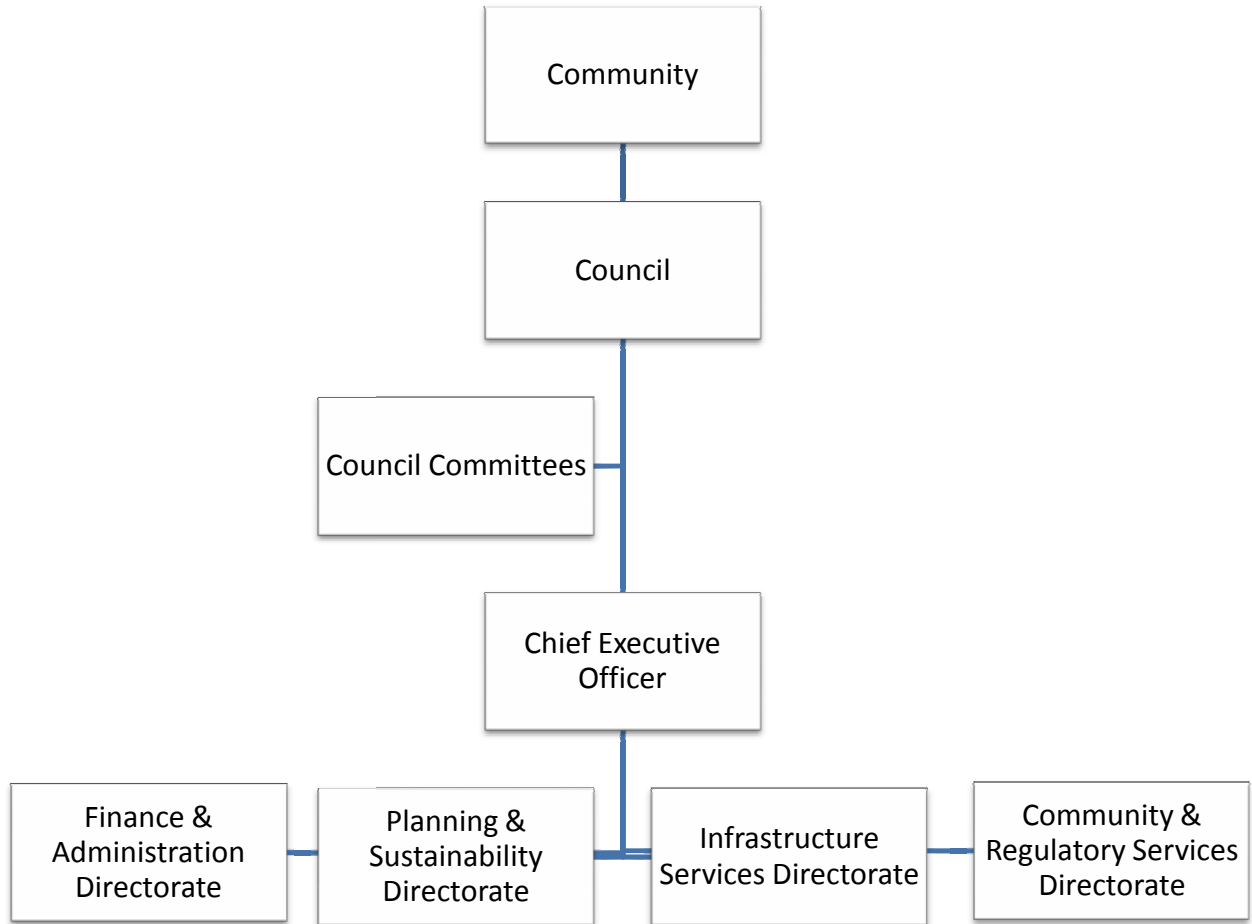 Community
Council
Council Committees
Chief Executive
Officer
Finance &
Administration
Directorate
Planning &
Sustainability
Directorate
Infrastructure
Services Directorate
Community &
Regulatory Services
Directorate